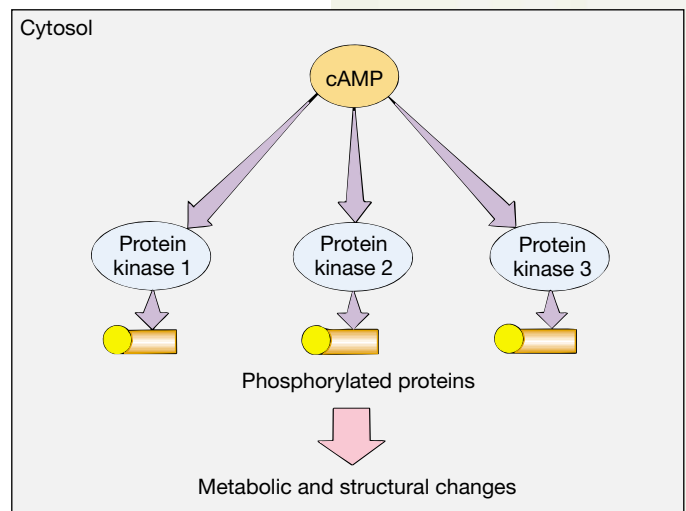 Cytosol
cAMP
Protein
kinase 1
Protein
kinase 2
Protein
kinase 3
Phosphorylated proteins
Metabolic and structural changes